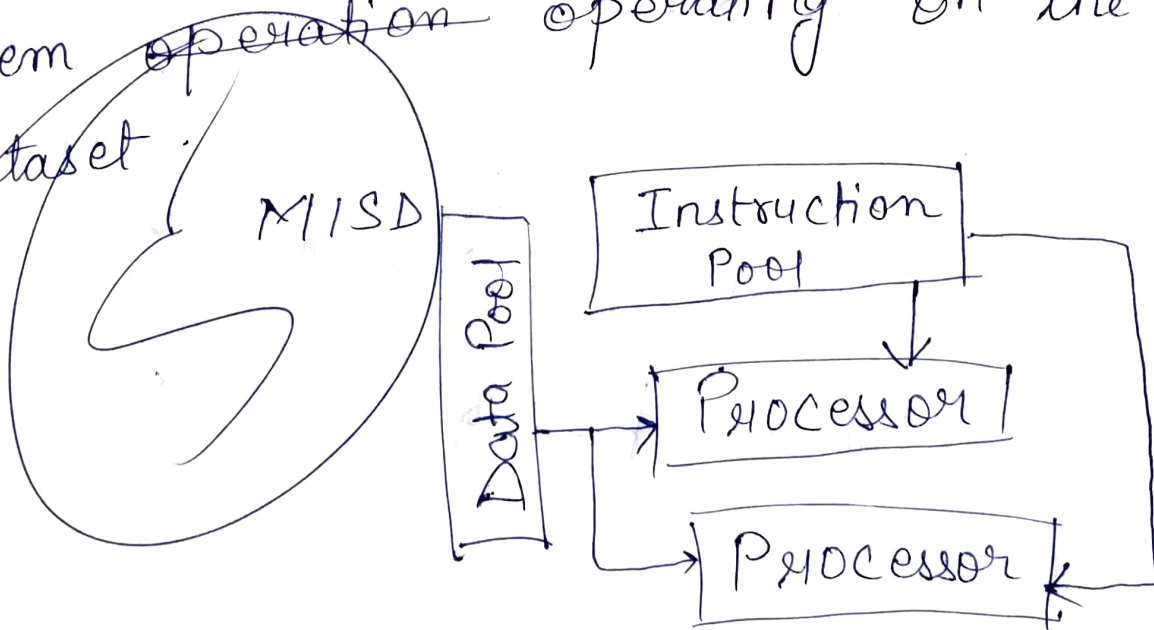 em operation operating on the
taset.
MISD
Instruction
Pool
Data Pool
Processor
Processor